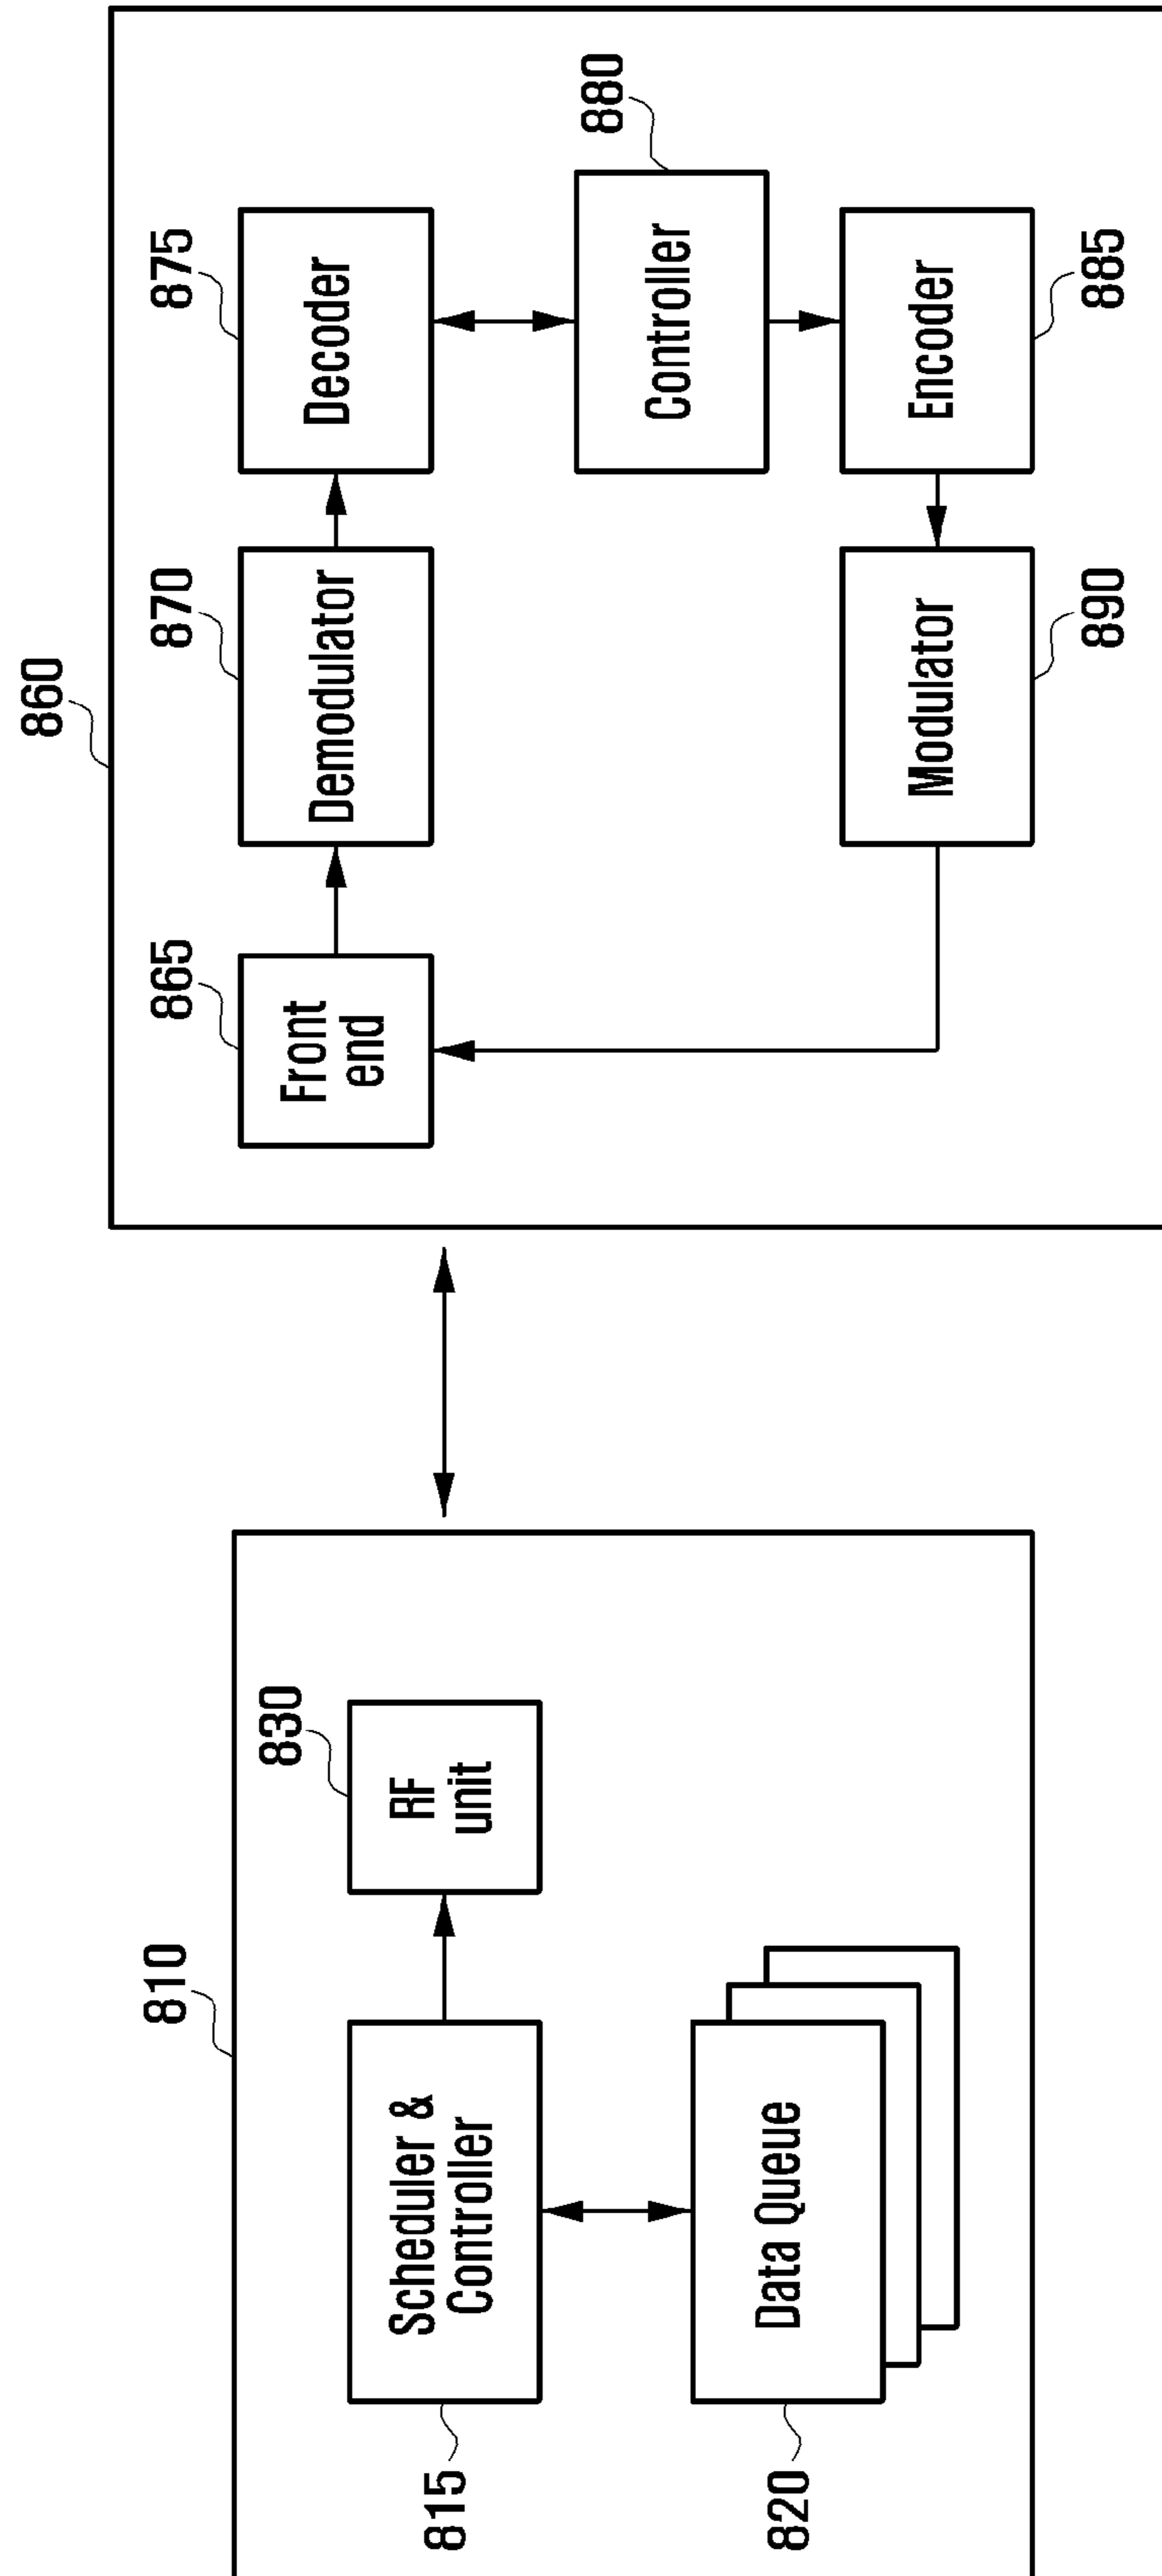 810
815
Scheduler &
Controller
830
RF
unit
820
Data Queue
860
865
Front
end
870
Demodulator
875
Decoder
880
Controller
Modulator
890
Encoder
885